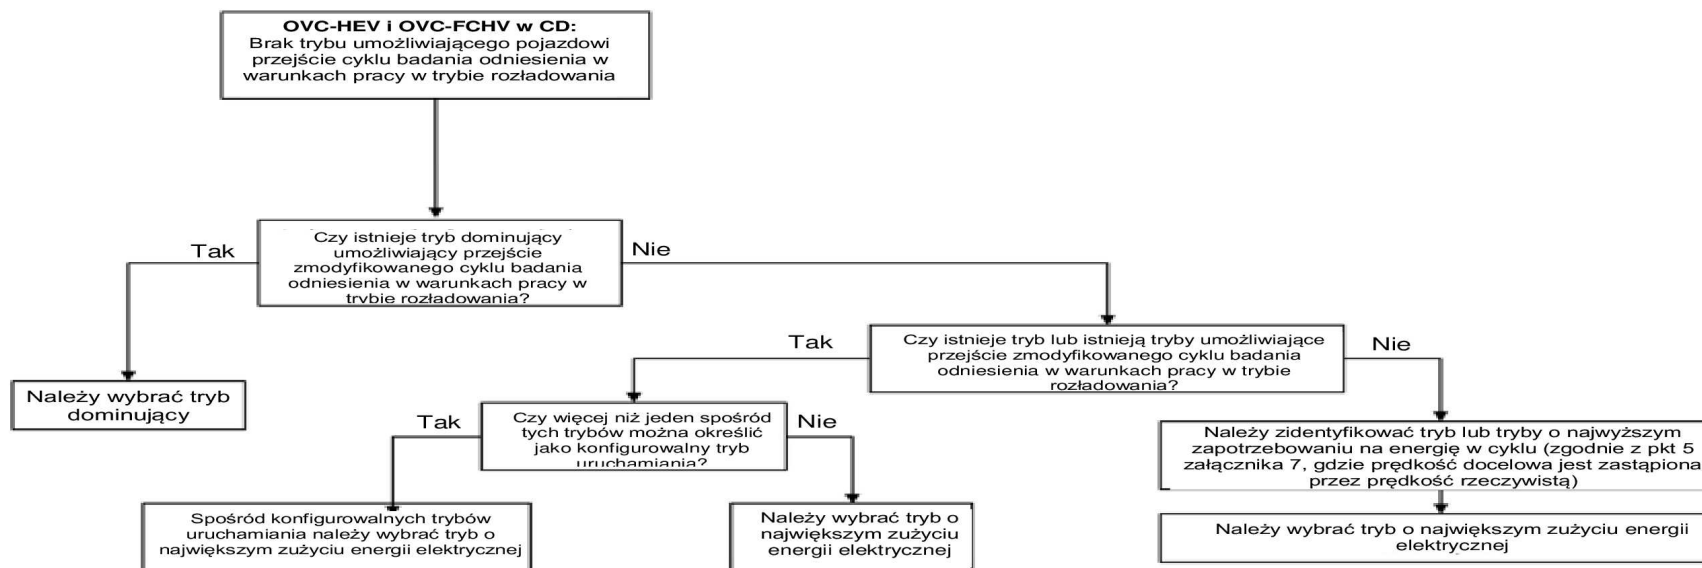 OVC-HEV i OVC-FCHV w CD:
Brak trybu umożliwiającego pojazdowi
przejście cyklu badania odniesienia w
warunkach pracy w trybie rozładowania
Tak
Czy istnieje tryb dominujący
umożliwiający przejście
zmodyfikowanego cyklu badania
odniesienia w warunkach pracy w
trybie rozładowania?
Nie
Należy wybrać tryb
dominujący
Tak
Czy istnieje tryb lub istnieją tryby umożliwiające
przejście zmodyfikowanego cyklu badania
odniesienia w warunkach pracy w trybie
rozładowania?
Nie
Tak
Czy więcej niż jeden spośród
tych trybów można określić
jako konfigurowalny tryb
uruchamiania?
Nie
Należy zidentyfikować tryb lub tryby o najwyższym
zapotrzebowaniu na energię w cyklu (zgodnie z pkt 5
załącznika 7, gdzie prędkość docelowa jest zastąpiona
przez prędkość rzeczywistą)
Spośród konfigurowalnych trybów
uruchamiania należy wybrać tryb o
największym zużyciu energii elektrycznej
Należy wybrać tryb o
największym zużyciu
energii elektrycznej
Należy wybrać tryb o największym zużyciu energii
elektrycznej